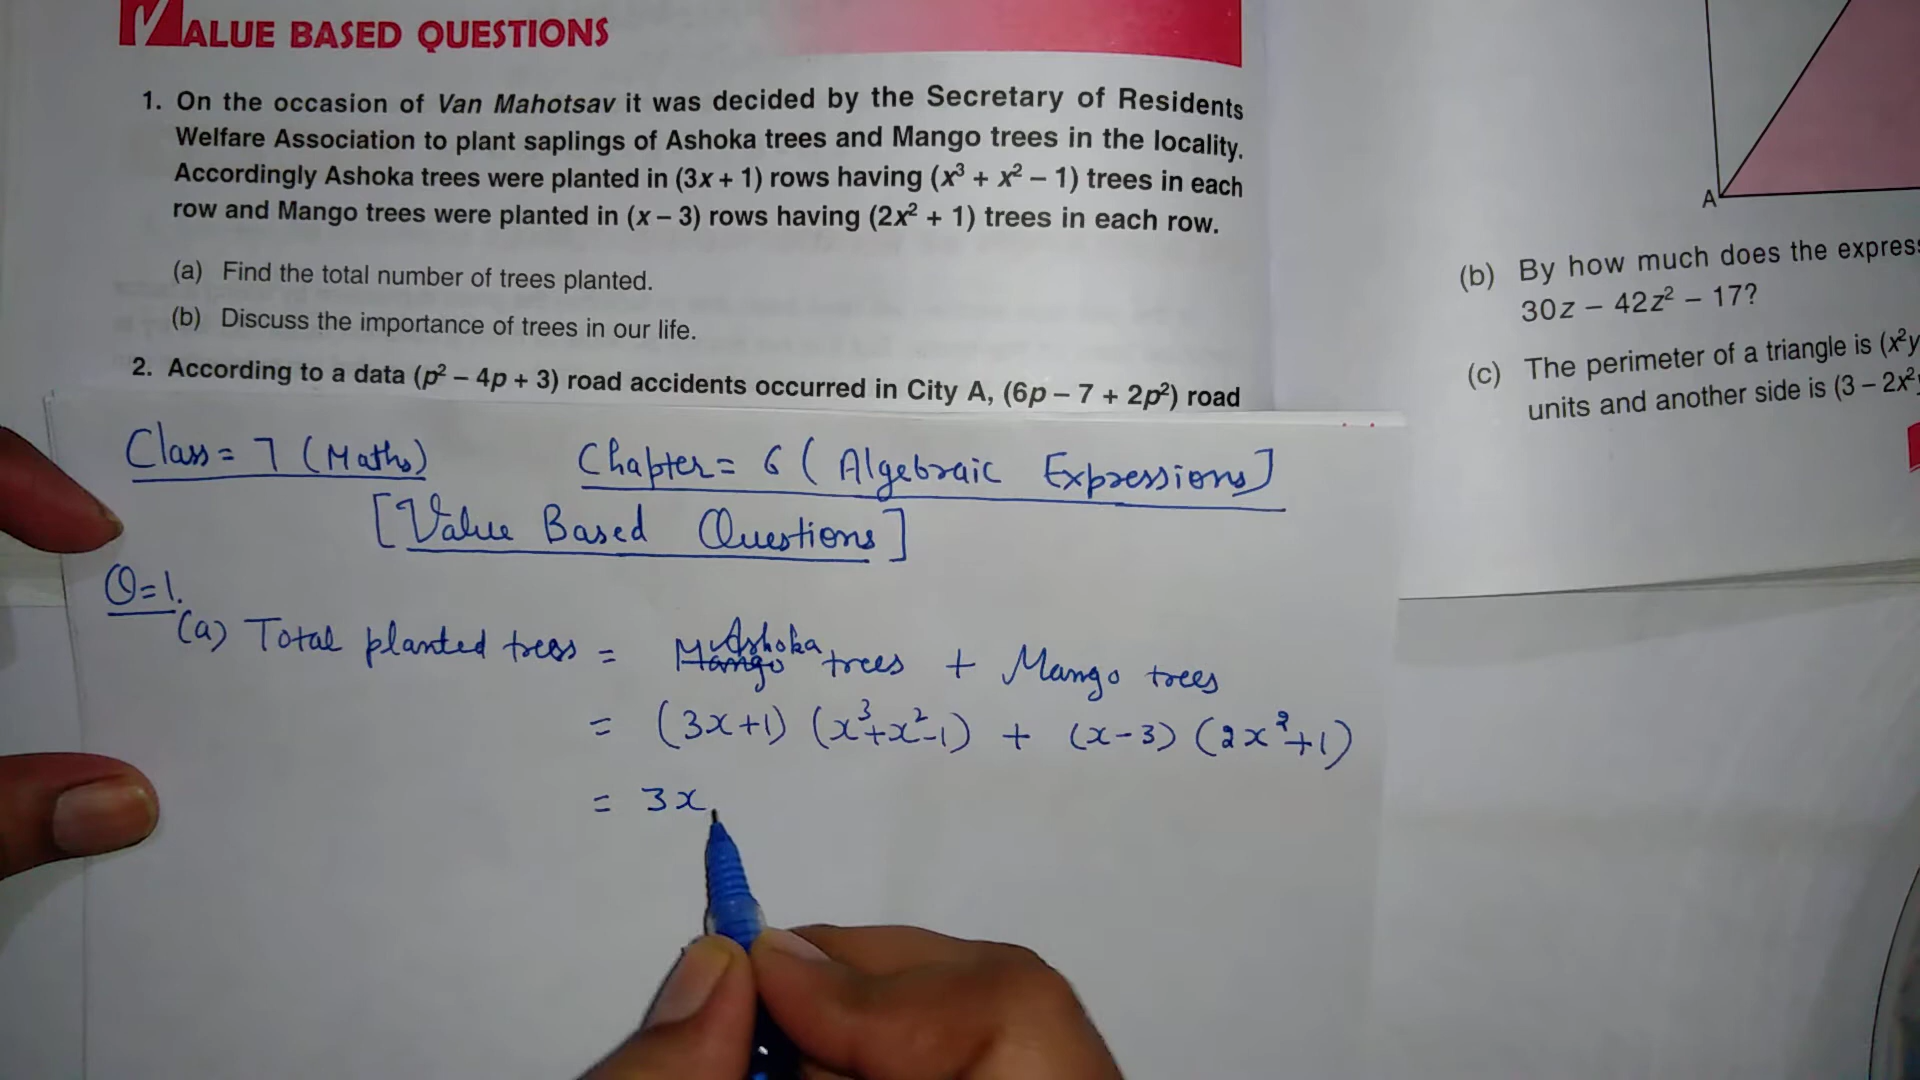 VALUE BASED QUESTIONS
1. On the occasion of Van Mahotsav it was decided by the Secretary of Residents
Welfare Association to plant saplings of Ashoka trees and Mango trees in the locality.
Accordingly Ashoka trees were planted in (3x + 1) rows having (x³ + x² – 1) trees in each
row and Mango trees were planted in (x – 3) rows having (2x² + 1) trees in each row.
(a) Find the total number of trees planted.
(b) Discuss the importance of trees in our life.
2. According to a data (p² – 4p + 3) road accidents occurred in City A, (6p – 7 + 2p²) road
A
(b) By how much does the express
30z – 42z² – 17?
(c) The perimeter of a triangle is (x²y
units and another side is (3 – 2x²
Class = 7 (Maths)
Chapter = 6 (Algebraic Expressions]
[Value Based Questions]
Q=1.
(a) Total planted trees = Mango Ashoka trees + Mango trees
= (3x+1) (x³+x²-1) + (x-3) (2x²+1)
= 3x